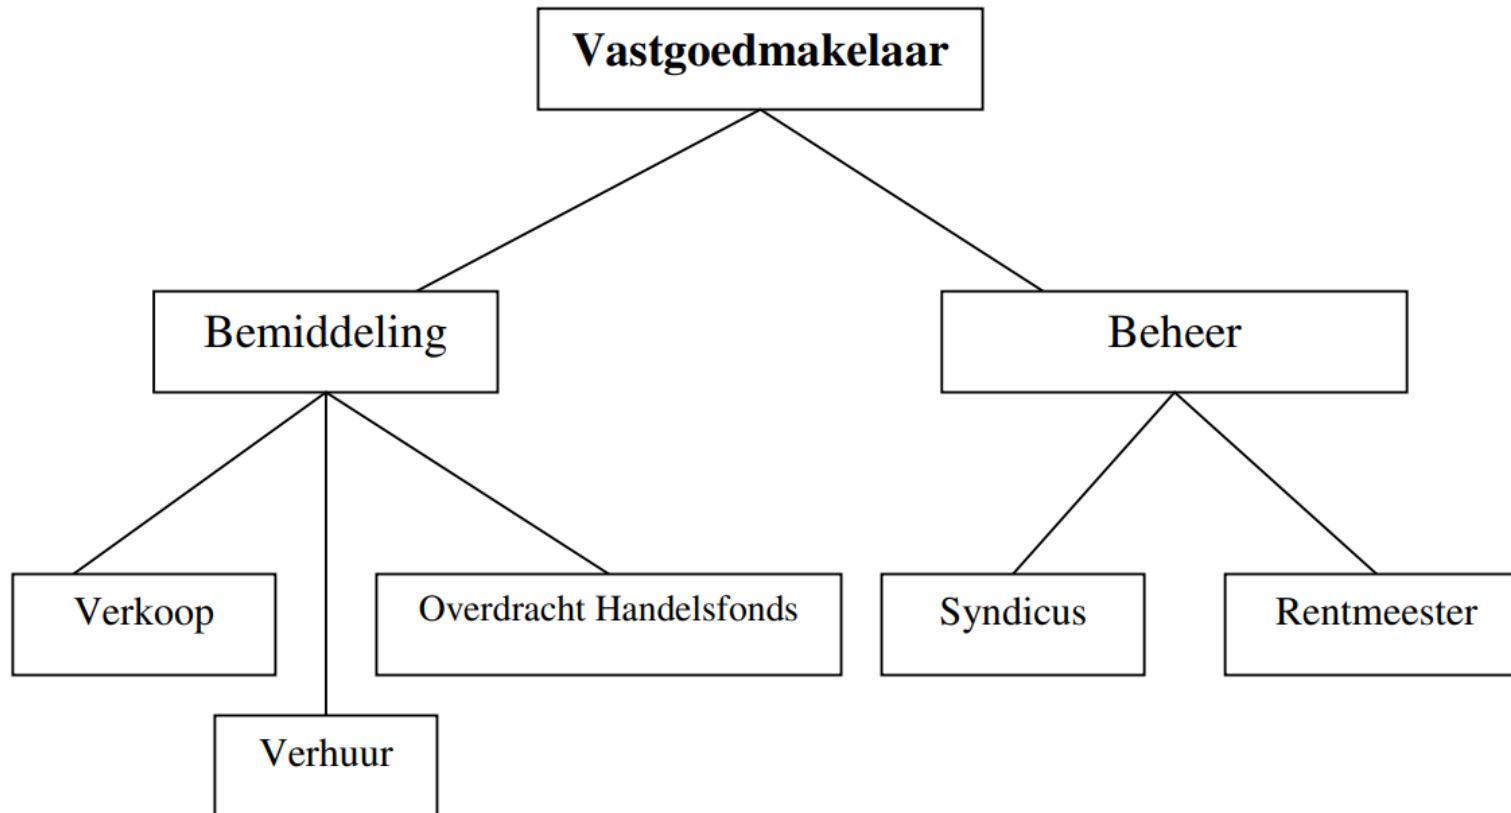 Vastgoedmakelaar
Bemiddeling
Beheer
Verkoop
Overdracht Handelsfonds
Syndicus
Rentmeester
Verhuur